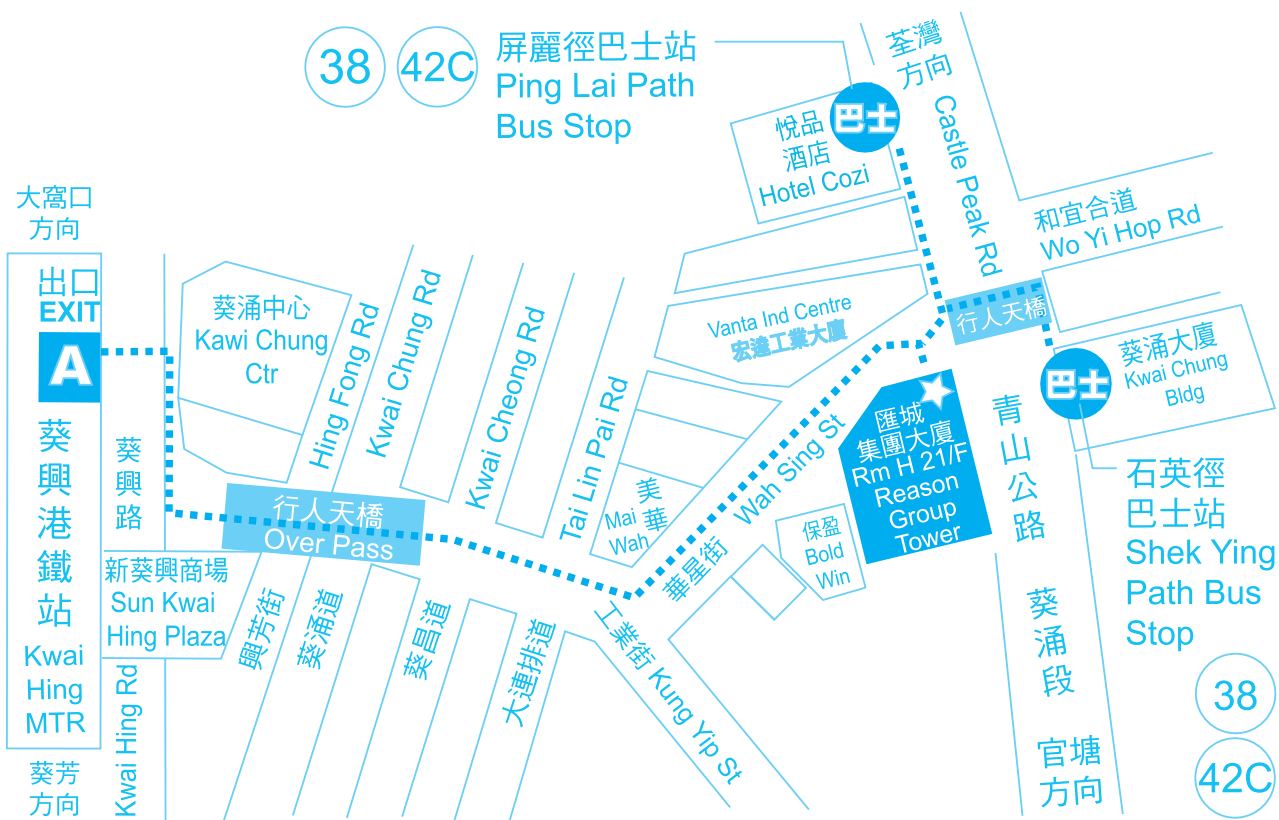 38
42C
屏麗徑巴士站
Ping Lai Path
Bus Stop
荃灣
方向
Castle Peak Rd
巴士
悅品
酒店
Hotel Cozi
和宜合道
Wo Yi Hop Rd
大窩口
方向
出口
EXIT
A
葵興港鐵站
Kwai
Hing
MTR
葵芳
方向
葵興路
Kwai Hing Rd
葵涌中心
Kawi Chung
Ctr
Hing Fong Rd
Kwai Chung Rd
Kwai Cheong Rd
Tai Lin Pai Rd
行人天橋
Over Pass
新葵興商場
Sun Kwai
Hing Plaza
興芳街
葵涌道
葵昌道
大連排道
工業街 Kung Yip St
美華
Mai
Wah
華星街
Wah Sing St
Vanta Ind Centre
宏達工業大廈
保盈
Bold
Win
匯城
集團大廈
Rm H 21/F
Reason
Group
Tower
行人天橋
巴士
葵涌大廈
Kwai Chung
Bldg
青山公路
葵涌段
官塘
方向
石英徑
巴士站
Shek Ying
Path Bus
Stop
38
42C